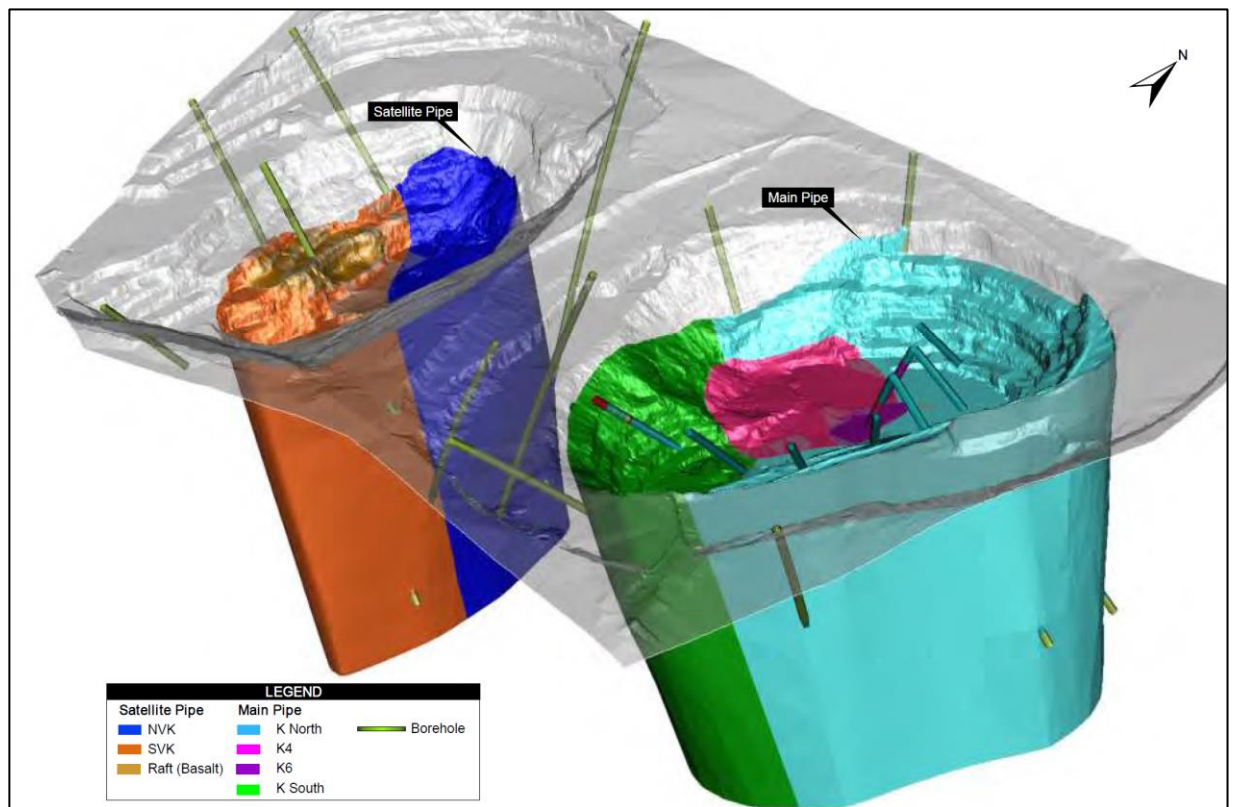 N
Satellite Pipe
Main Pipe
LEGEND
Satellite Pipe Main Pipe
NVK K North Borehole
SVK K4
Raft (Basalt) K6
K South